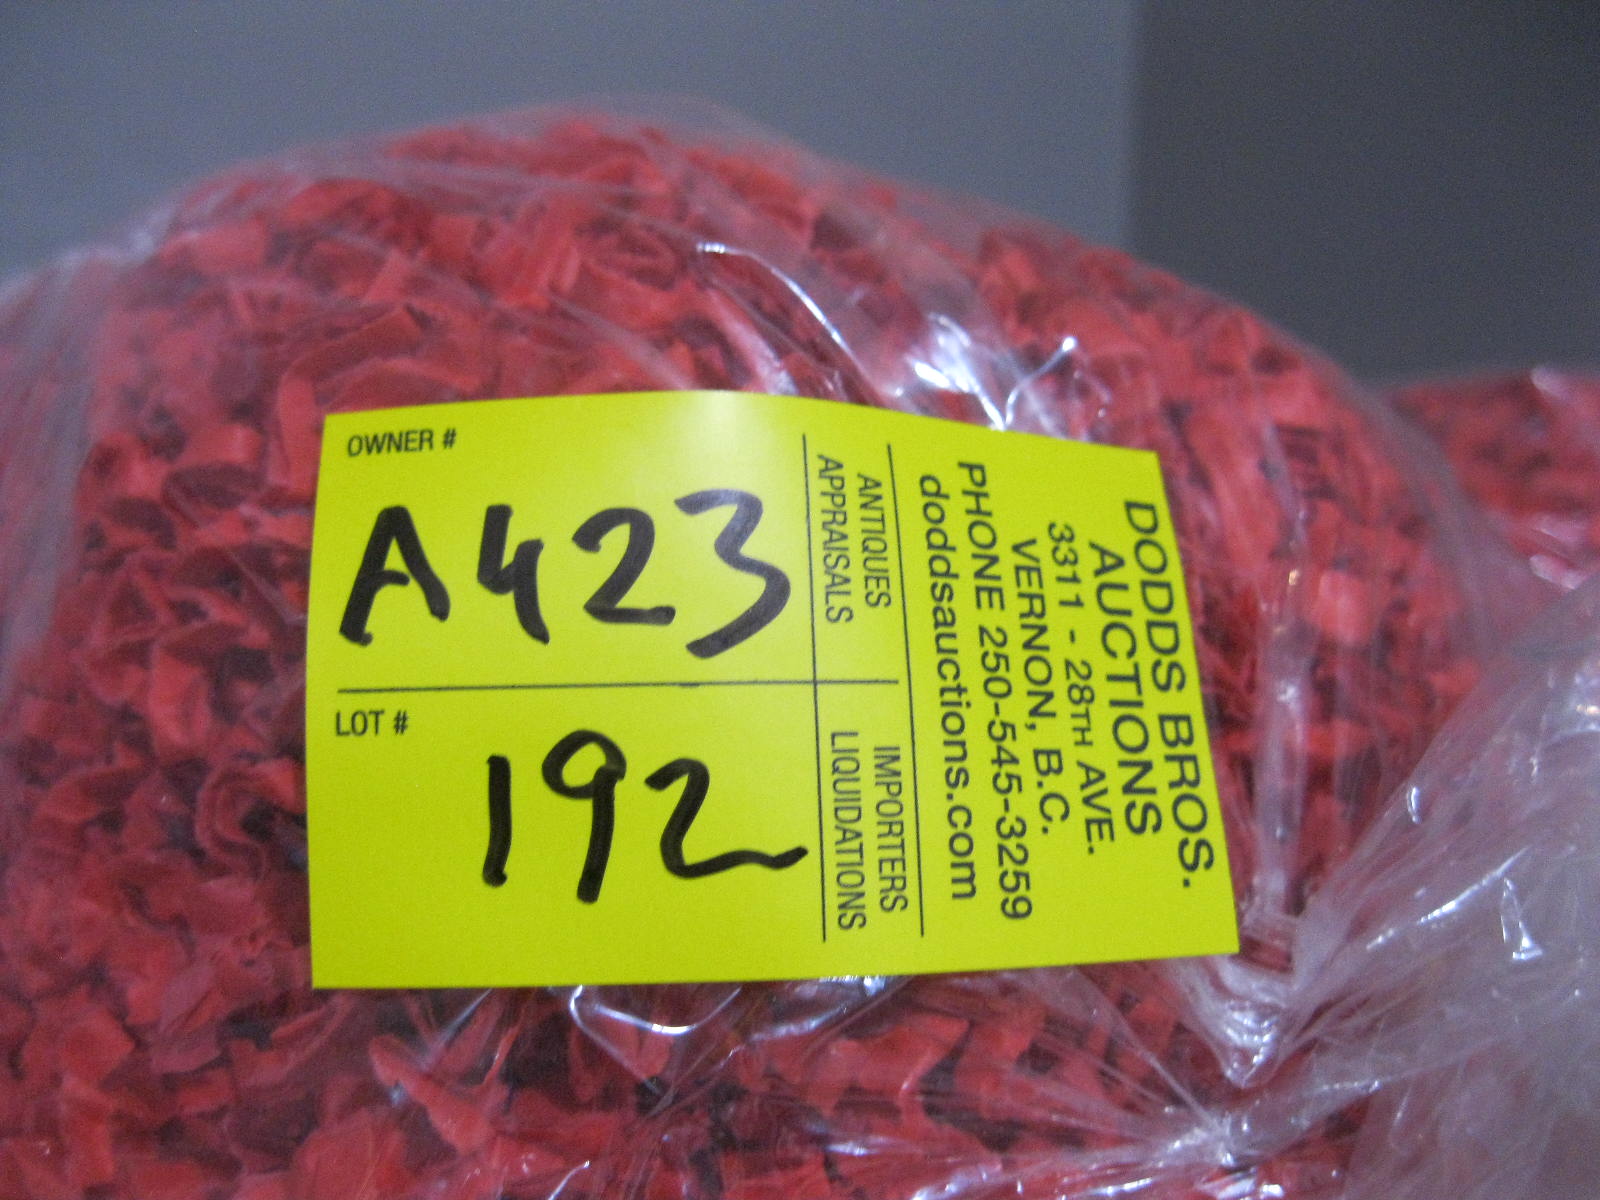 OWNER #
A423
LOT #
192
ANTIQUES
APPRAISALS
IMPORTERS
LIQUIDATIONS
DODDS BROS.
AUCTIONS
3311 - 28TH AVE.
VERNON, B.C.
PHONE 250-545-3259
doddsauctions.com